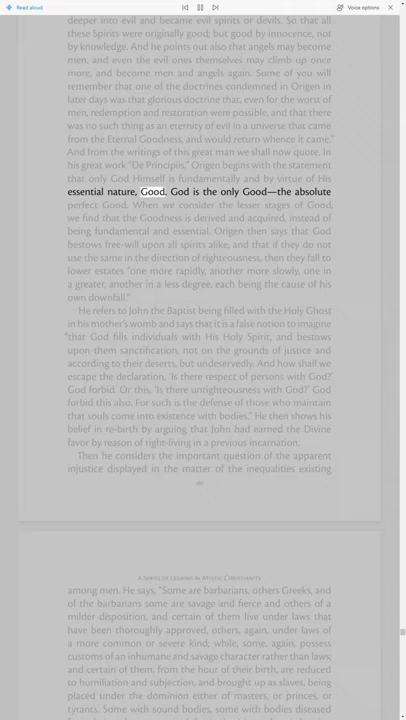 Read aloud
Voice options
deeper into evil and became evil spirits or devils. So that all
these Spirits were originally good; but good by innocence, not
by knowledge. And he points out also that angels may become
men, and even the evil ones themselves may climb up once
more, and become men and angels again. Some of you will
remember that one of the doctrines condemned in Origen in
later days was that glorious doctrine that, even for the worst of
men, redemption and restoration were possible, and that there
was no such thing as an eternity of evil in a universe that came
from the Eternal Goodness, and would return whence it came."
And from the writings of this great man we shall now quote. In
his great work "De Principiis," Origen begins with the statement
that only God Himself is fundamentally and by virtue of His
essential nature, Good. God is the only Good—the absolute
perfect Good. When we consider the lesser stages of Good,
we find that the Goodness is derived and acquired, instead of
being fundamental and essential. Origen then says that God
bestows free-will upon all spirits alike, and that if they do not
use the same in the direction of righteousness, then they fall to
lower estates "one more rapidly, another more slowly, one in
a greater, another in a less degree, each being the cause of his
own downfall."
He refers to John the Baptist being filled with the Holy Ghost
in his mother's womb and says that it is a false notion to imagine
"that God fills individuals with His Holy Spirit, and bestows
upon them sanctification, not on the grounds of justice and
according to their deserts, but undeservedly. And how shall we
escape the declaration, 'Is there respect of persons with God?'
God forbid. Or this, 'Is there unrighteousness with God?' God
forbid this also. For such is the defense of those who maintain
that souls come into existence with bodies." He then shows his
belief in re-birth by arguing that John had earned the Divine
favor by reason of right-living in a previous incarnation.
Then he considers the important question of the apparent
injustice displayed in the matter of the inequalities existing
A Series of Lessons in Mystic Christianity
among men. He says, "Some are barbarians, others Greeks, and
of the barbarians some are savage and fierce and others of a
milder disposition, and certain of them live under laws that
have been thoroughly approved, others, again, under laws of
a more common or severe kind; while, some, again, possess
customs of an inhumane and savage character rather than laws;
and certain of them, from the hour of their birth, are reduced
to humiliation and subjection, and brought up as slaves, being
placed under the dominion either of masters, or princes, or
tyrants. Some with sound bodies, some with bodies diseased